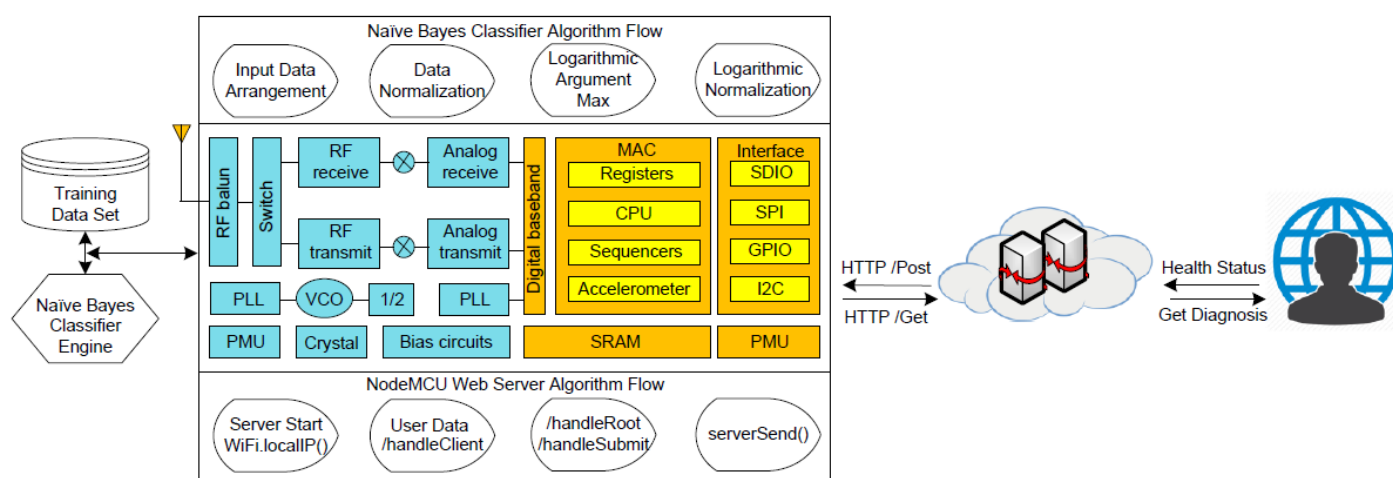 Naïve Bayes Classifier Algorithm Flow
Input Data
Arrangement
Data
Normalization
Logarithmic
Argument
Max
Logarithmic
Normalization
Training
Data Set
Naïve Bayes
Classifier
Engine
RF balun
Switch
RF
receive
Analog
receive
RF
transmit
Analog
transmit
Digital baseband
PLL
VCO
1/2
PLL
PMU
Crystal
Bias circuits
MAC
Registers
CPU
Sequencers
Accelerometer
Interface
SDIO
SPI
GPIO
I2C
SRAM
PMU
NodeMCU Web Server Algorithm Flow
Server Start
WiFi.localIP()
User Data
/handleClient
/handleRoot
/handleSubmit
serverSend()
HTTP /Post
HTTP /Get
Health Status
Get Diagnosis